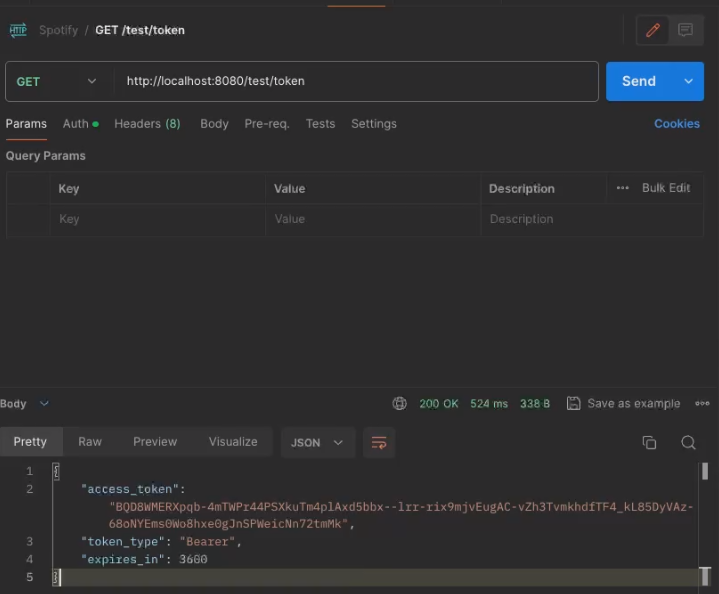 HTTP Spotify / GET /test/token
GET http://localhost:8080/test/token Send
Params Auth Headers (8) Body Pre-req. Tests Settings Cookies
Query Params
Key Value Description ••• Bulk Edit
Key Value Description
Body 200 OK 524 ms 338 B Save as example
Pretty Raw Preview Visualize JSON
1 {
2 "access_token":
"BQD8WMERXpqb-4mTWPr44PSXkuTm4plAxd5bbx--lrr-rix9mjvEugAC-vZh3TvmkhdfTF4_kL85DyVAz-
68oNYEms0Wo8hxe0gJnSPWeicNn72tmMk",
3 "token_type": "Bearer",
4 "expires_in": 3600
5 }